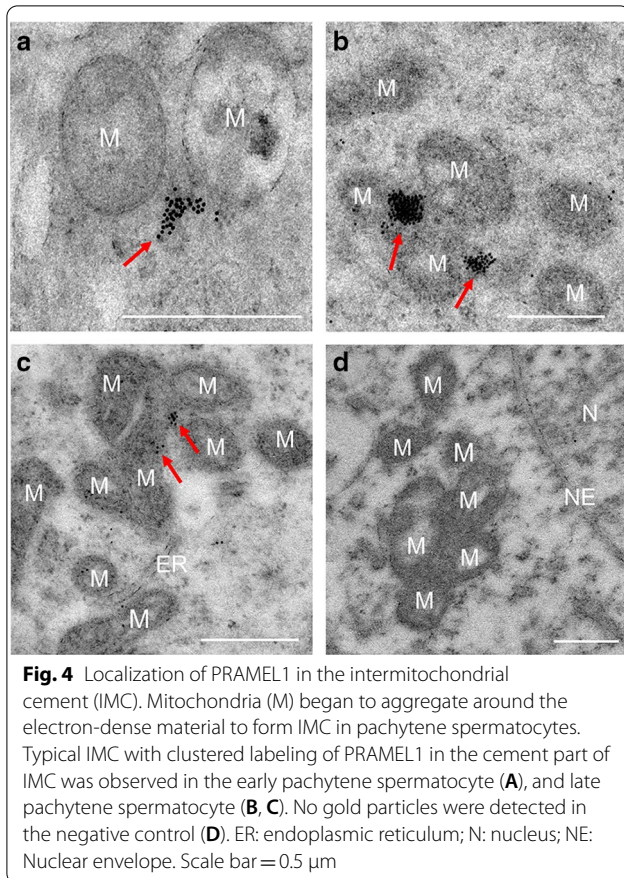 a
M
M
b
M
M
M
M
M
M
c
M
M
M
M
M
M
M
ER
M
M
d
M
N
M
M
NE
M
M
M
M
Fig. 4 Localization of PRAMEL1 in the intermitochondrial
cement (IMC). Mitochondria (M) began to aggregate around the
electron-dense material to form IMC in pachytene spermatocytes.
Typical IMC with clustered labeling of PRAMEL1 in the cement part of
IMC was observed in the early pachytene spermatocyte (A), and late
pachytene spermatocyte (B, C). No gold particles were detected in
the negative control (D). ER: endoplasmic reticulum; N: nucleus; NE:
Nuclear envelope. Scale bar = 0.5 μm